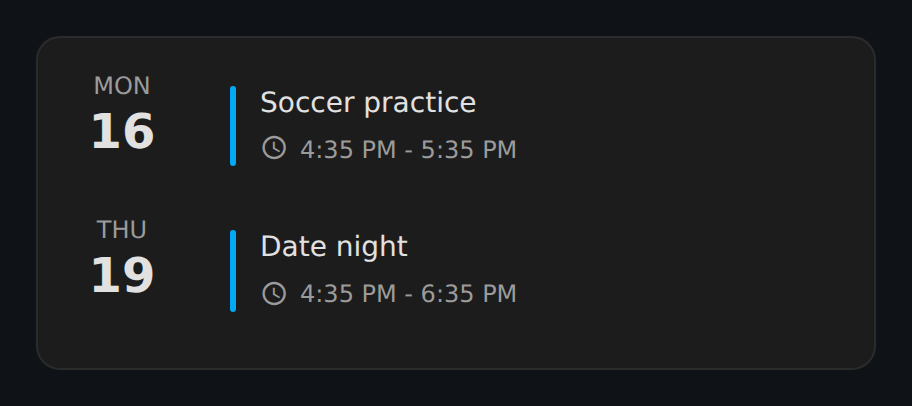 MON
16
Soccer practice
4:35 PM - 5:35 PM
THU
19
Date night
4:35 PM - 6:35 PM